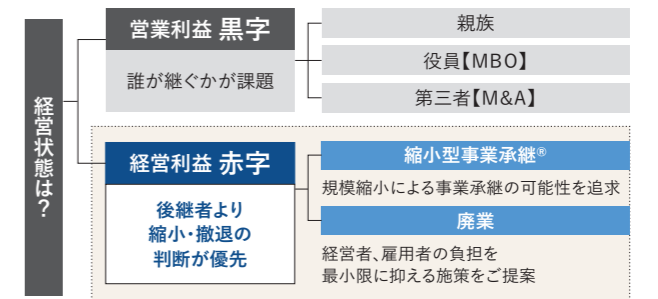 経営状態は？
営業利益 黒字
誰が継ぐかが課題
親族
役員【MBO】
第三者【M&A】
経営利益 赤字
後継者より
縮小・撤退の
判断が優先
縮小型事業承継®
規模縮小による事業承継の可能性を追求
廃業
経営者、雇用者の負担を
最小限に抑える施策をご提案